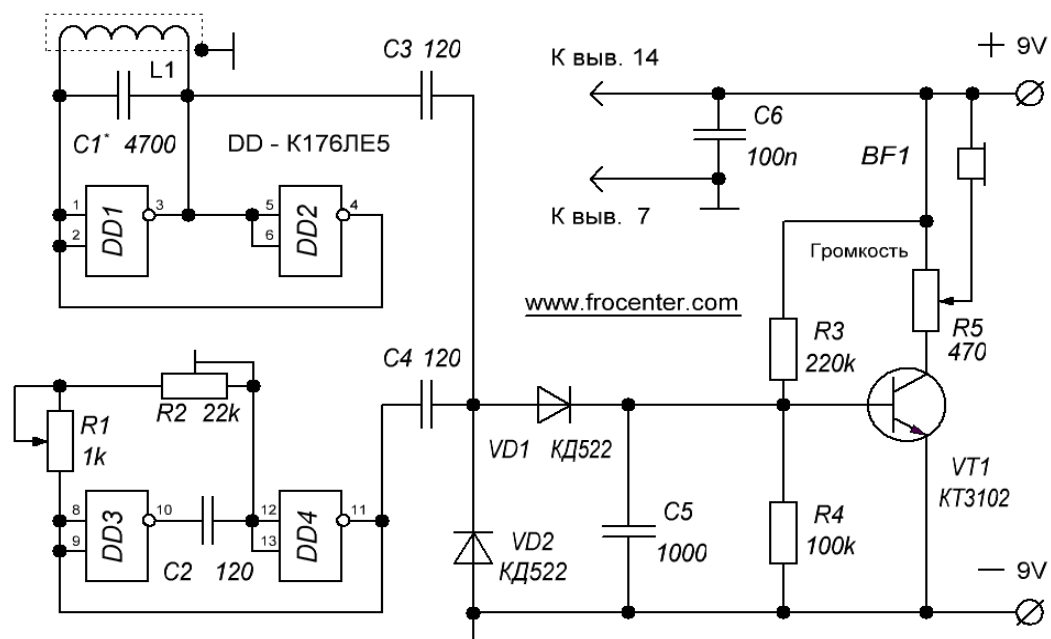 L1
C1* 4700
C3 120
DD - К176ЛЕ5
К выв. 14
К выв. 7
C6
100n
+ 9V
BF1
1
2
DD1
3
5
6
DD2
4
www.frocenter.com
Громкость
R3
220k
R5
470
R1
1k
R2 22k
C4 120
VD1 КД522
VT1
КТ3102
8
9
DD3
10
C2 120
12
13
DD4
11
VD2
КД522
C5
1000
R4
100k
— 9V